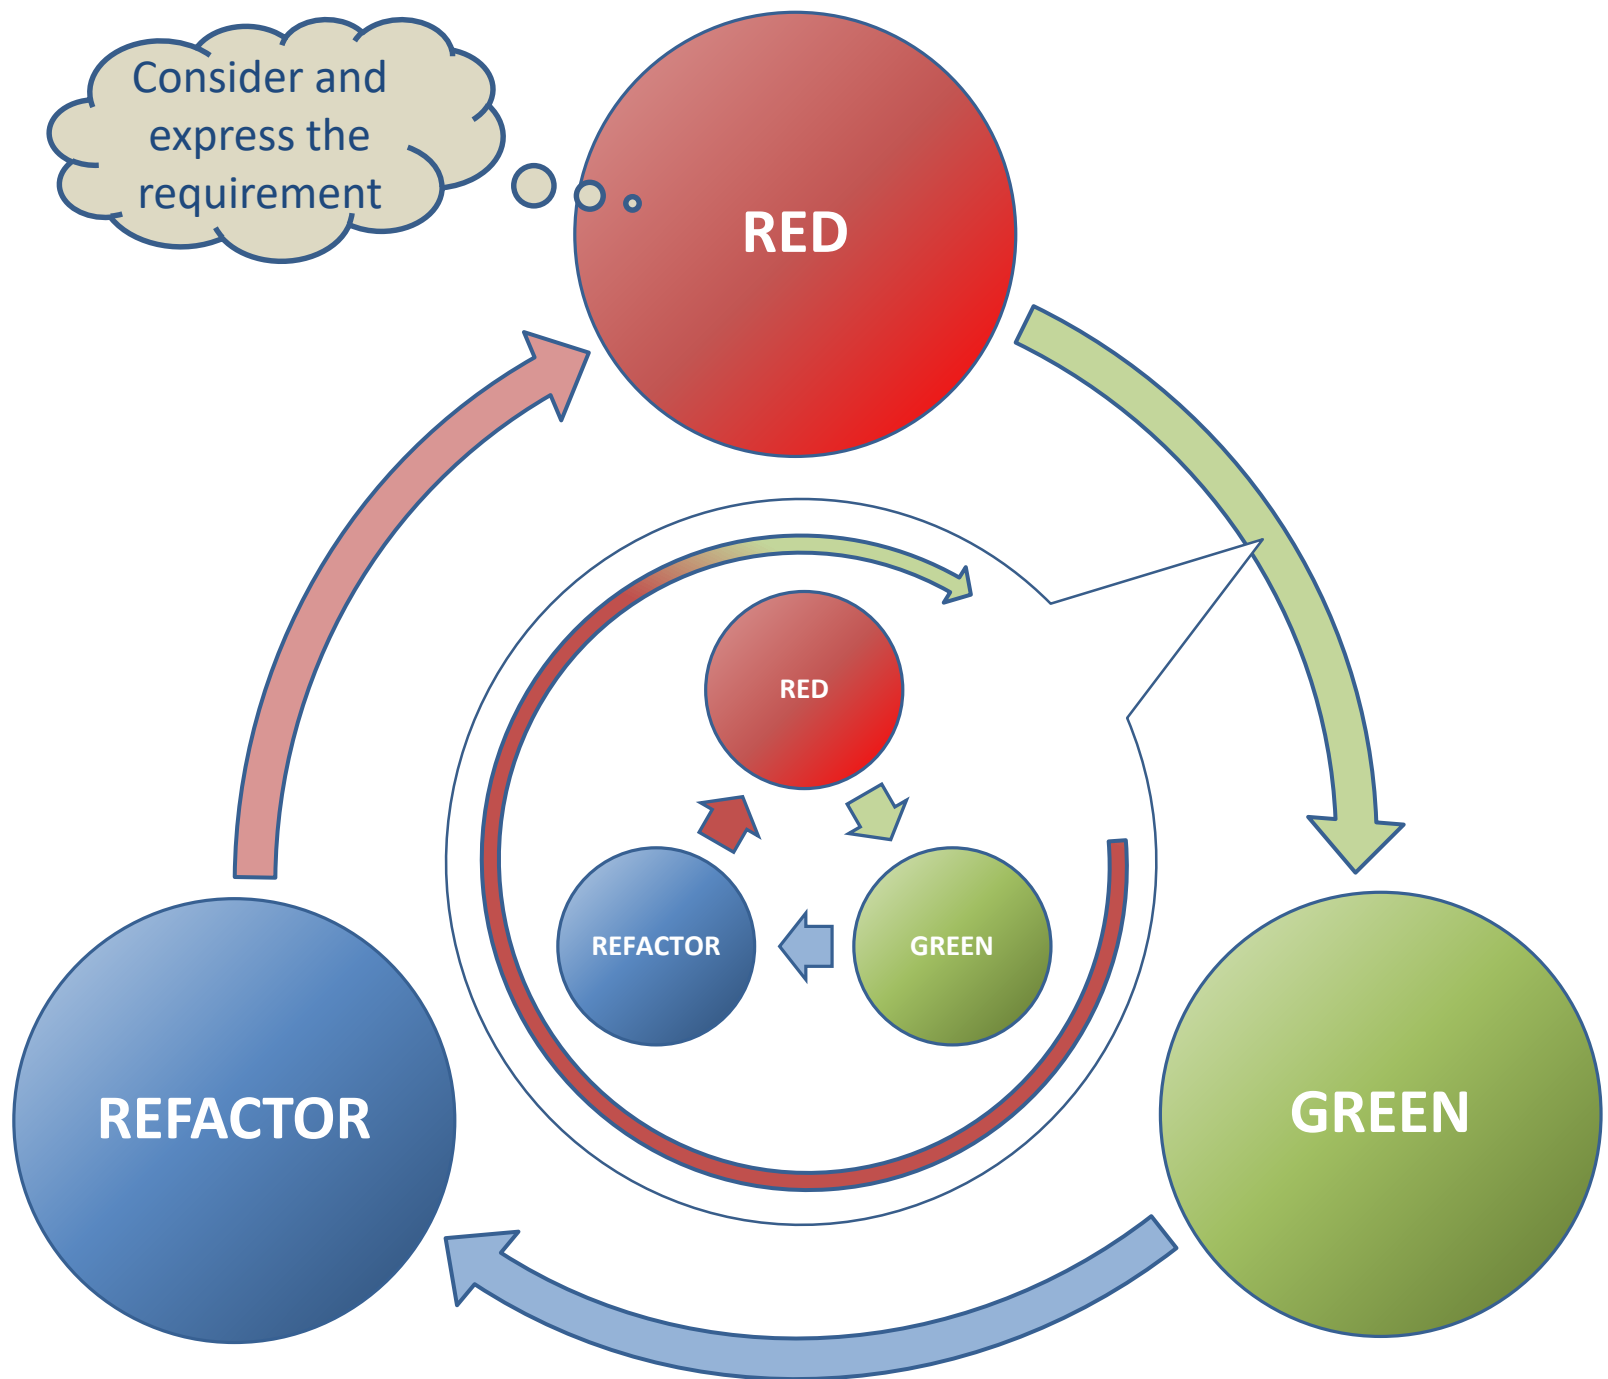 Consider and
express the
requirement
RED
RED
REFACTOR
GREEN
REFACTOR
GREEN